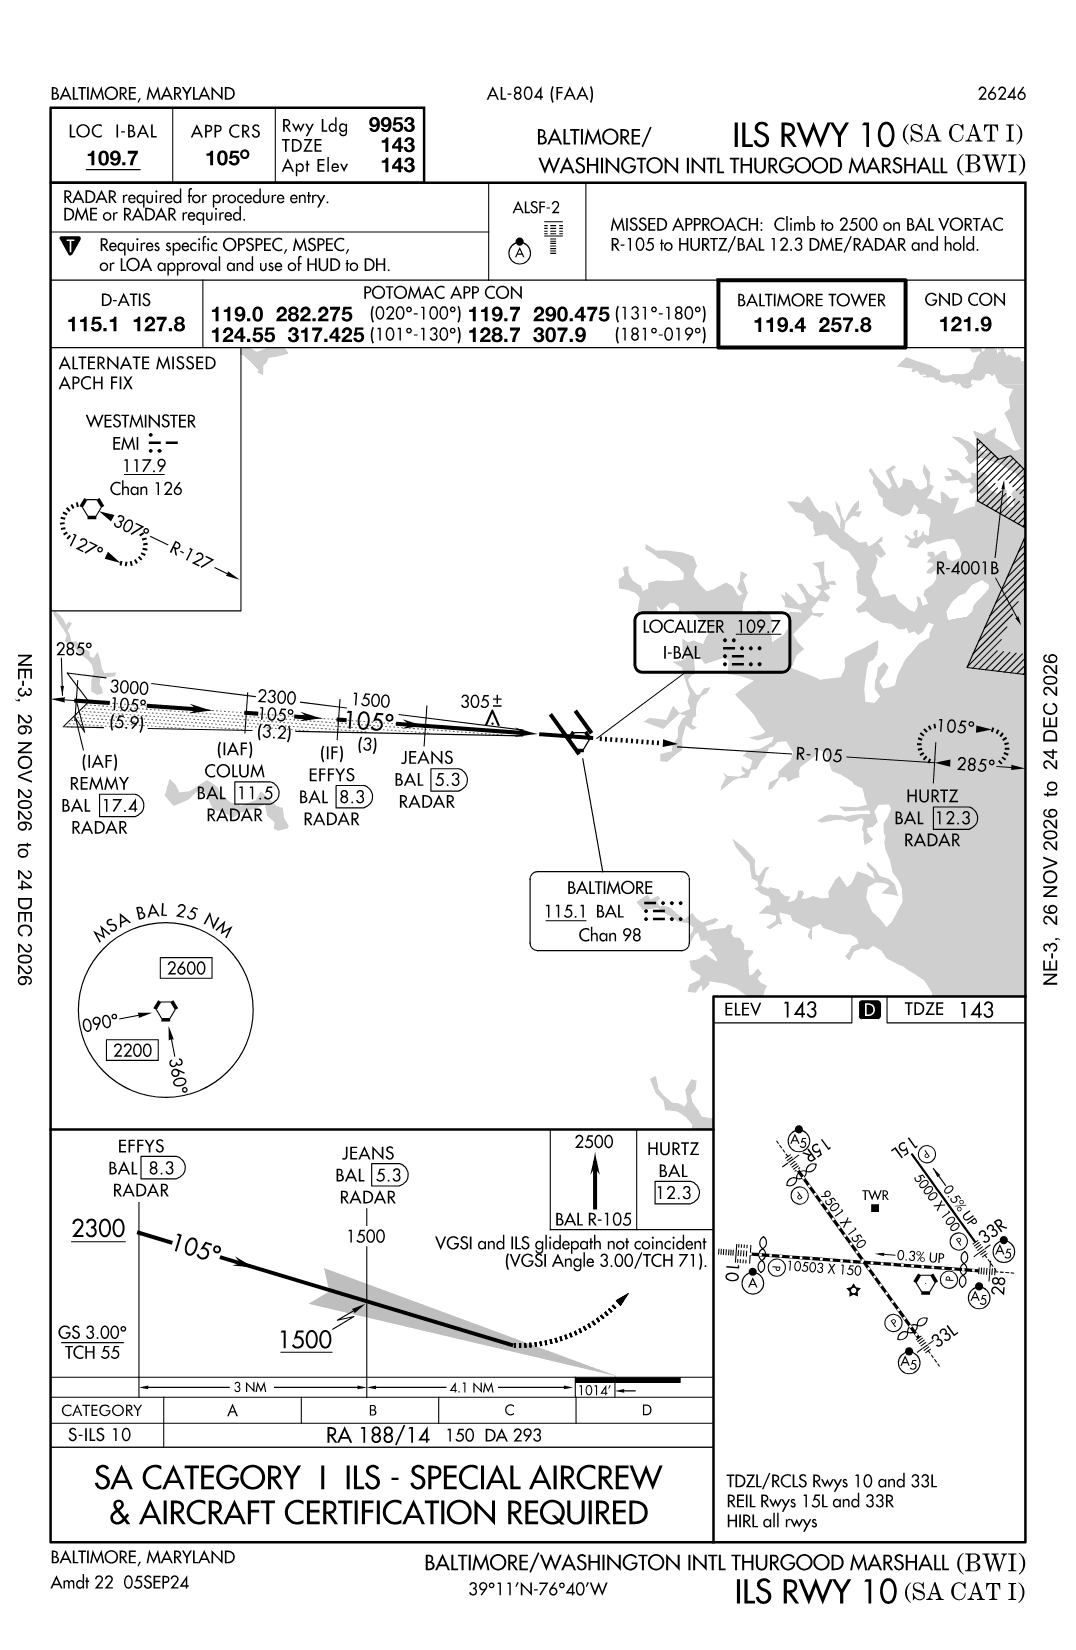 BALTIMORE, MARYLAND
AL-804 (FAA)
26246
LOC I-BAL
109.7
APP CRS
105°
Rwy Ldg 9953
TDZE 143
Apt Elev 143
BALTIMORE/
WASHINGTON INTL THURGOOD MARSHALL (BWI)
ILS RWY 10 (SA CAT I)
RADAR required for procedure entry.
DME or RADAR required.
T
Requires specific OPSPEC, MSPEC,
or LOA approval and use of HUD to DH.
ALSF-2
A
MISSED APPROACH: Climb to 2500 on BAL VORTAC
R-105 to HURTZ/BAL 12.3 DME/RADAR and hold.
D-ATIS
115.1 127.8
POTOMAC APP CON
119.0 282.275 (020°-100°) 119.7 290.475 (131°-180°)
124.55 317.425 (101°-130°) 128.7 307.9 (181°-019°)
BALTIMORE TOWER
119.4 257.8
GND CON
121.9
ALTERNATE MISSED
APCH FIX
WESTMINSTER
EMI
117.9
Chan 126
307°
127°
R-127
R-4001B
LOCALIZER 109.7
I-BAL
285°
3000
105°
(5.9)
2300
105°
(3.2)
1500
105°
(3)
305±
(IAF)
REMMY
BAL 17.4
RADAR
(IAF)
COLUM
BAL 11.5
RADAR
(IF)
EFFYS
BAL 8.3
RADAR
JEANS
BAL 5.3
RADAR
R-105
105°
285°
HURTZ
BAL 12.3
RADAR
BALTIMORE
115.1 BAL
Chan 98
MSA BAL 25 NM
2600
090°
2200
360°
NE-3, 26 NOV 2026 to 24 DEC 2026
NE-3, 26 NOV 2026 to 24 DEC 2026
ELEV 143
D
TDZE 143
A5
15R
15L
P
P
TWR
0.5% UP
5000 X 100
9501 X 150
P
33R
A5
0.3% UP
10503 X 150
10
A
P
P
28
A5
P
33L
A5
TDZL/RCLS Rwys 10 and 33L
REIL Rwys 15L and 33R
HIRL all rwys
EFFYS
BAL 8.3
RADAR
JEANS
BAL 5.3
RADAR
2500
BAL R-105
HURTZ
BAL
12.3
2300
105°
1500
VGSI and ILS glidepath not coincident
(VGSI Angle 3.00/TCH 71).
1500
GS 3.00°
TCH 55
3 NM
4.1 NM
1014'
CATEGORY A B C D
S-ILS 10 RA 188/14 150 DA 293
SA CATEGORY I ILS - SPECIAL AIRCREW
& AIRCRAFT CERTIFICATION REQUIRED
BALTIMORE, MARYLAND
Amdt 22 05SEP24
39°11'N-76°40'W
BALTIMORE/WASHINGTON INTL THURGOOD MARSHALL (BWI)
ILS RWY 10 (SA CAT I)